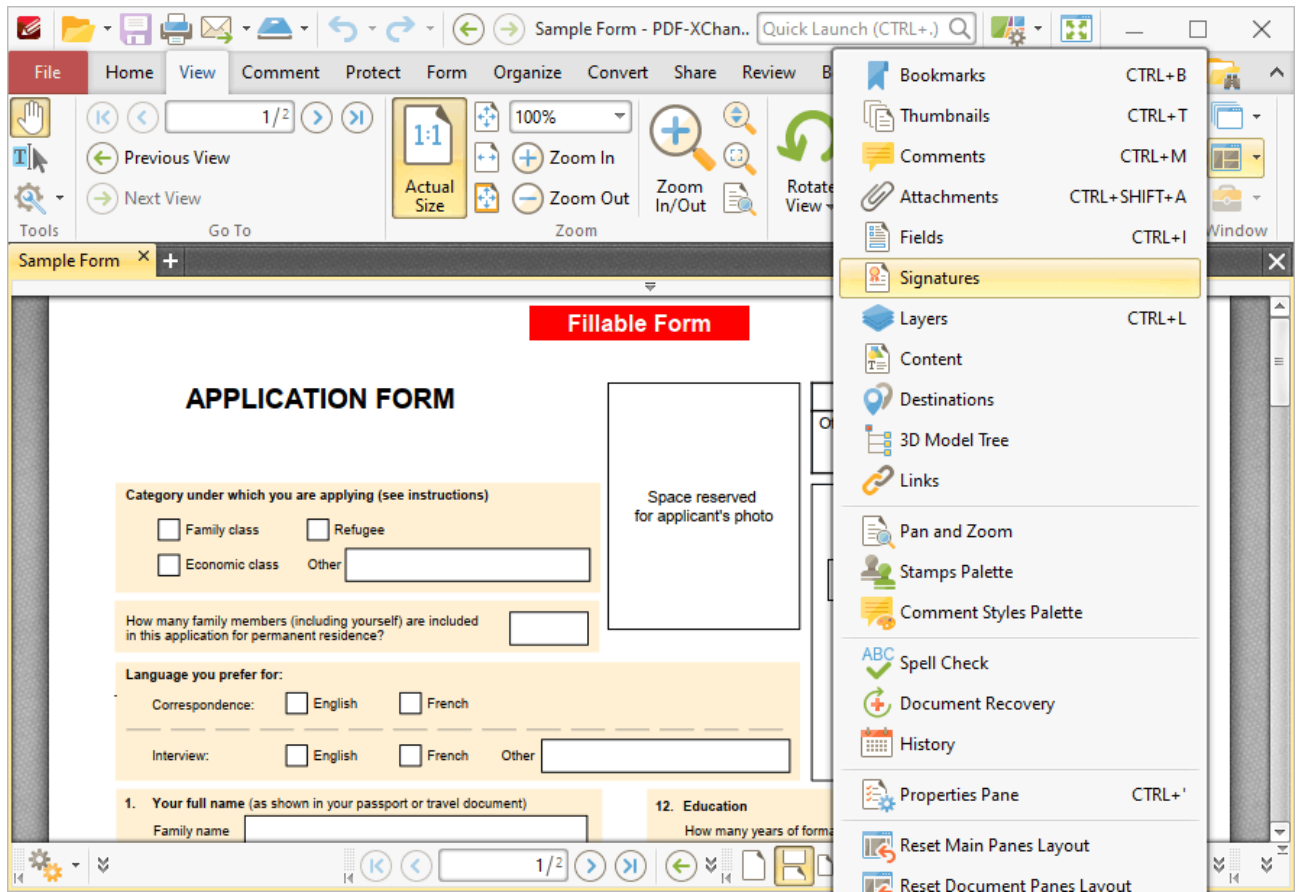 Sample Form - PDF-XChan..
Quick Launch (CTRL+.)
File Home View Comment Protect Form Organize Convert Share Review B
1/2
Previous View
Next View
Tools
Go To
1:1
Actual
Size
100%
Zoom In
Zoom Out
Zoom
In/Out
Zoom
Rotate
View
Window
Sample Form
Bookmarks CTRL+B
Thumbnails CTRL+T
Comments CTRL+M
Attachments CTRL+SHIFT+A
Fields CTRL+I
Signatures
Layers CTRL+L
Content
Destinations
3D Model Tree
Links
Pan and Zoom
Stamps Palette
Comment Styles Palette
ABC
Spell Check
Document Recovery
History
Properties Pane CTRL+'
Reset Main Panes Layout
Reset Document Panes Layout
Fillable Form
APPLICATION FORM
Space reserved
for applicant's photo
Category under which you are applying (see instructions)
Family class Refugee
Economic class Other
How many family members (including yourself) are included
in this application for permanent residence?
Language you prefer for:
Correspondence: English French
Interview: English French Other
1. Your full name (as shown in your passport or travel document)
Family name
12. Education
How many years of forma
1/2